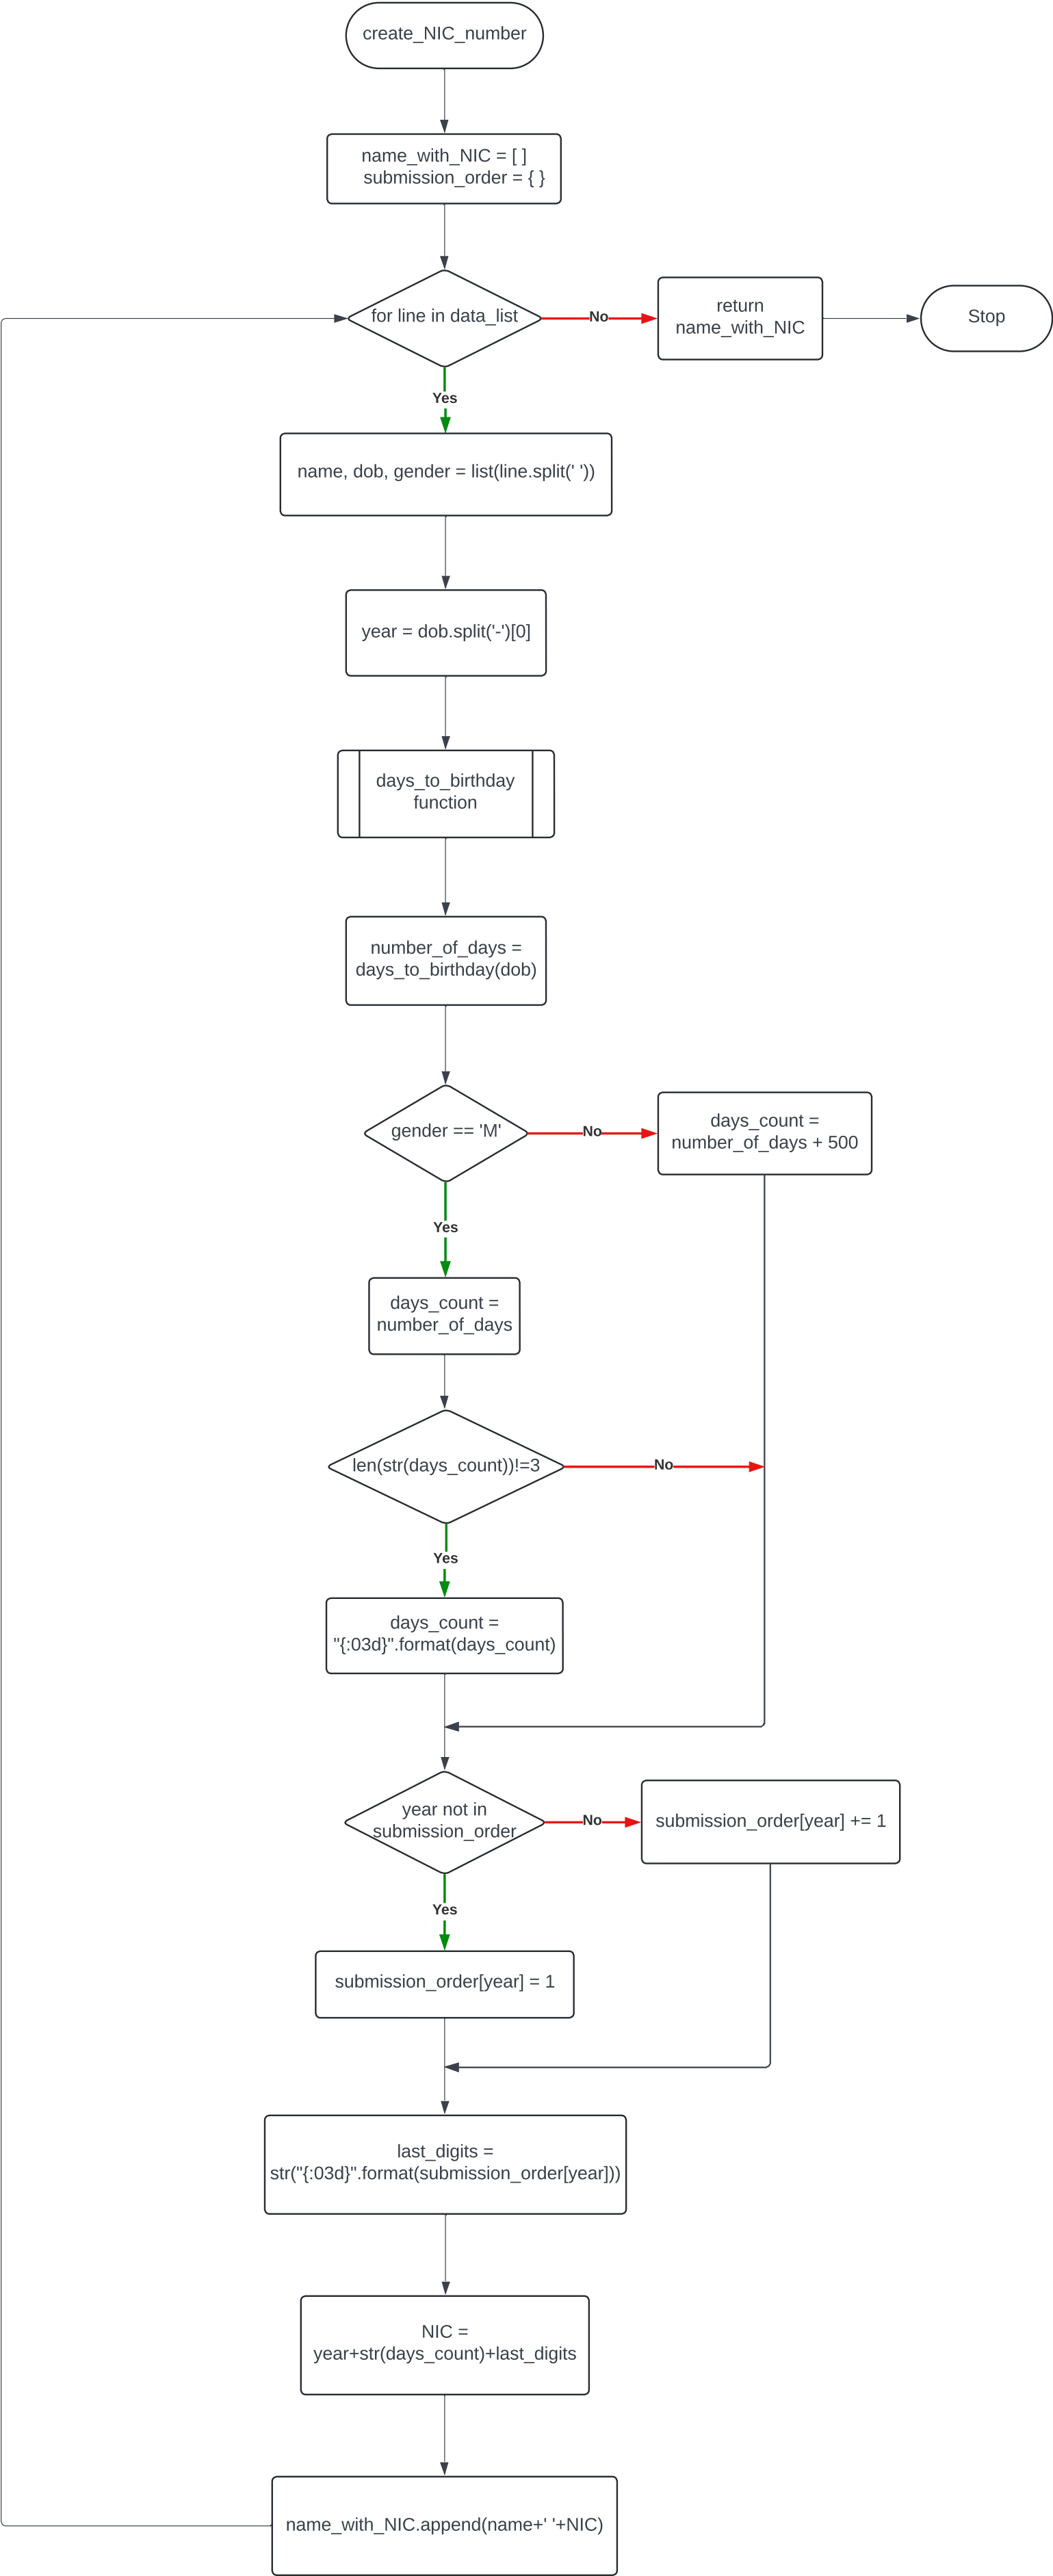 create_NIC_number
name_with_NIC = [ ]
submission_order = { }
for line in data_list
No
return
name_with_NIC
Stop
Yes
name, dob, gender = list(line.split(' '))
year = dob.split('-')[0]
days_to_birthday
function
number_of_days =
days_to_birthday(dob)
gender == 'M'
No
days_count =
number_of_days + 500
Yes
days_count =
number_of_days
len(str(days_count))!=3
No
Yes
days_count =
"{:03d}".format(days_count)
year not in
submission_order
No
submission_order[year] += 1
Yes
submission_order[year] = 1
last_digits =
str("{:03d}".format(submission_order[year]))
NIC =
year+str(days_count)+last_digits
name_with_NIC.append(name+' '+NIC)